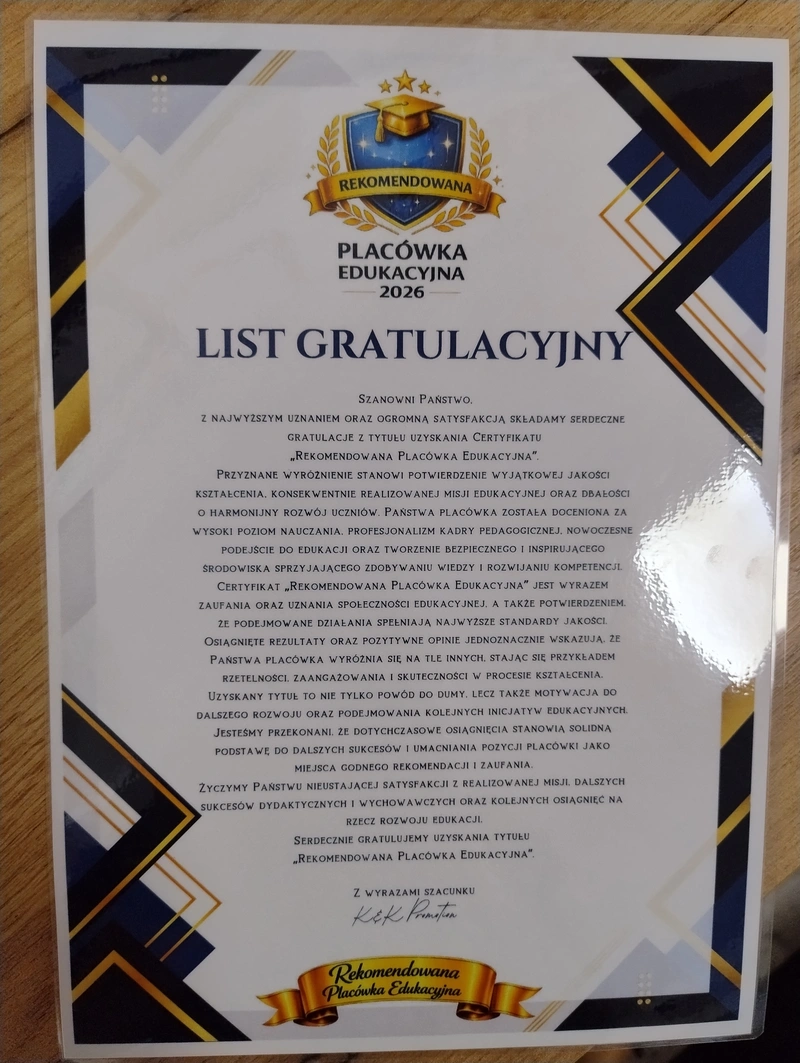 REKOMENDOWANA
PLACÓWKA
EDUKACYJNA
2026
LIST GRATULACYJNY
Szanowni Państwo,
z najwyższym uznaniem oraz ogromną satysfakcją składamy serdeczne
gratulacje z tytułu uzyskania Certyfikatu
„Rekomendowana Placówka Edukacyjna”.
Przyznane wyróżnienie stanowi potwierdzenie wyjątkowej jakości
kształcenia, konsekwentnie realizowanej misji edukacyjnej oraz dbałości
o harmonijny rozwój uczniów. Państwa placówka została doceniona za
wysoki poziom nauczania, profesjonalizm kadry pedagogicznej, nowoczesne
podejście do edukacji oraz tworzenie bezpiecznego i inspirującego
środowiska sprzyjającego zdobywaniu wiedzy i rozwijaniu kompetencji.
Certyfikat „Rekomendowana Placówka Edukacyjna” jest wyrazem
zaufania oraz uznania społeczności edukacyjnej, a także potwierdzeniem,
że podejmowane działania spełniają najwyższe standardy jakości.
Osiągnięte rezultaty oraz pozytywne opinie jednoznacznie wskazują, że
Państwa placówka wyróżnia się na tle innych, stając się przykładem
rzetelności, zaangażowania i skuteczności w procesie kształcenia.
Uzyskany tytuł to nie tylko powód do dumy, lecz także motywacja do
dalszego rozwoju oraz podejmowania kolejnych inicjatyw edukacyjnych.
Jesteśmy przekonani, że dotychczasowe osiągnięcia stanowią solidną
podstawę do dalszych sukcesów i umacniania pozycji placówki jako
miejsca godnego rekomendacji i zaufania.
Życzymy Państwu nieustającej satysfakcji z realizowanej misji, dalszych
sukcesów dydaktycznych i wychowawczych oraz kolejnych osiągnięć na
rzecz rozwoju edukacji.
Serdecznie gratulujemy uzyskania tytułu
„Rekomendowana Placówka Edukacyjna”.
Z wyrazami szacunku
K&K Promotion
Rekomendowana
Placówka Edukacyjna